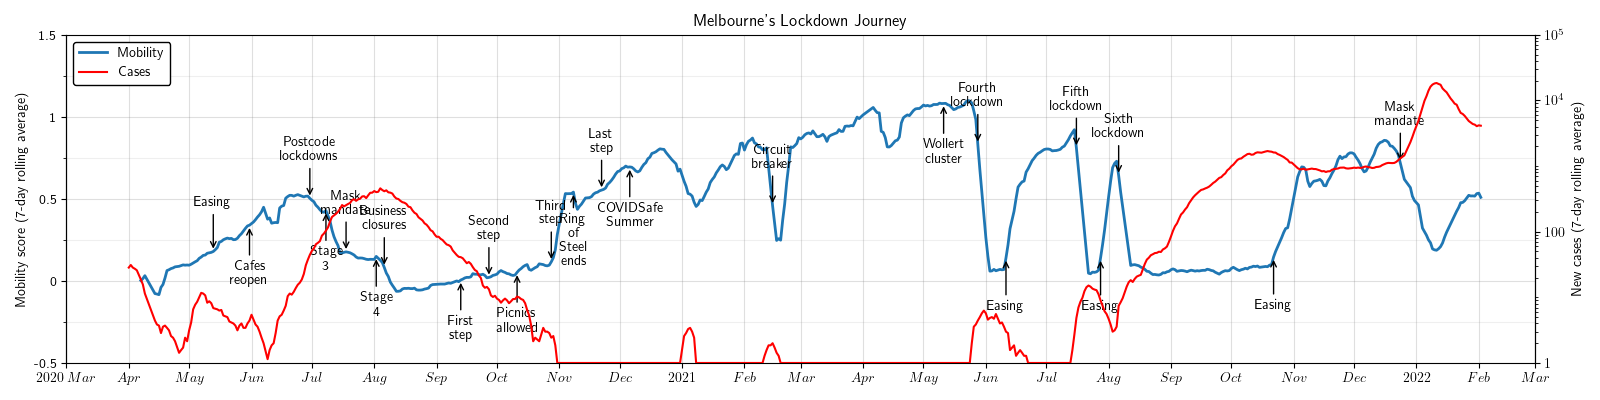 Melbourne's Lockdown Journey
Mobility
Cases
Mobility score (7-day rolling average)
1.5
1
0.5
0
-0.5
New cases (7-day rolling average)
10^5
10^4
100
1
Easing
Cafes
reopen
Postcode
lockdowns
Stage
3
Mask
mandate
Stage
4
Business
closures
First
step
Second
step
Picnics
allowed
Third
step
Ring
of
Steel
ends
Last
step
COVIDSafe
Summer
Circuit
breaker
Wollert
cluster
Fourth
lockdown
Easing
Fifth
lockdown
Easing
Sixth
lockdown
Easing
Mask
mandate
2020 Mar Apr May Jun Jul Aug Sep Oct Nov Dec 2021 Feb Mar Apr May Jun Jul Aug Sep Oct Nov Dec 2022 Feb Mar